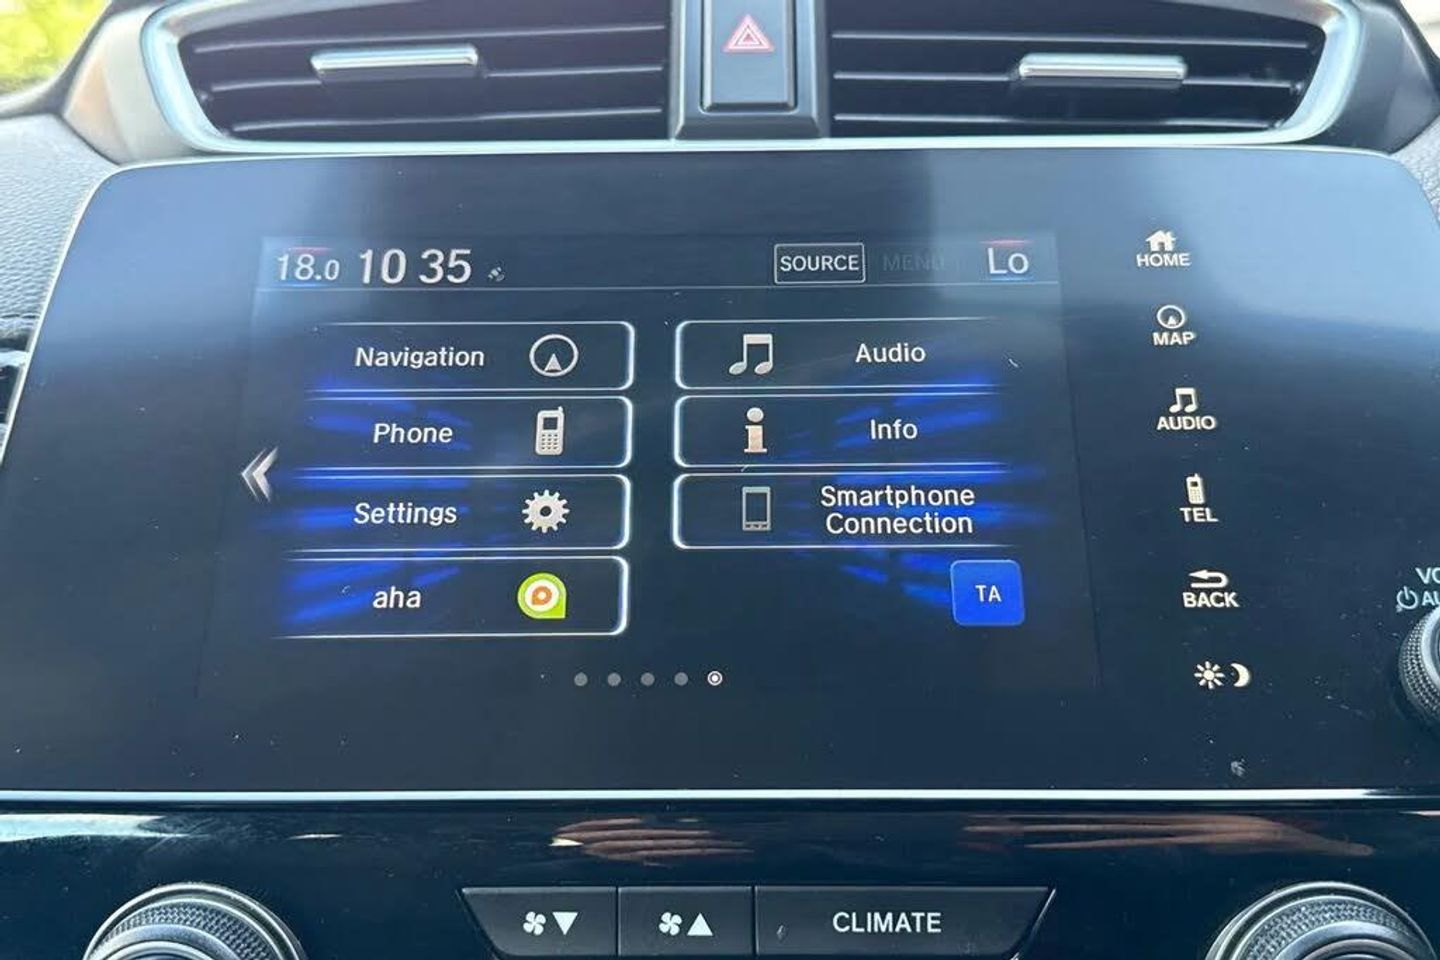 18.0 10 35 SOURCE MENU Lo
HOME
Navigation
Audio
MAP
Phone
Info
AUDIO
Settings
Smartphone
Connection
TEL
aha
TA
BACK
CLIMATE